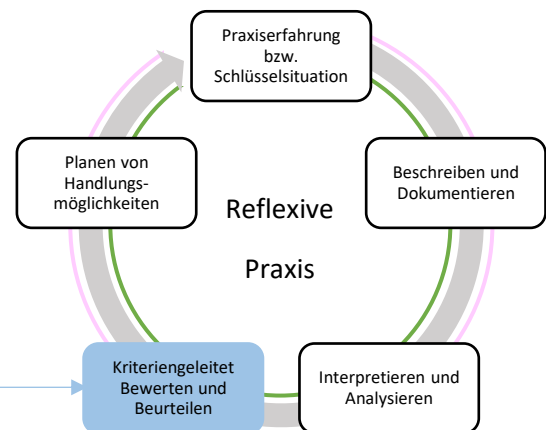 Praxiserfahrung
bzw.
Schlüsselsituation
Planen von
Handlungs-
möglichkeiten
Beschreiben und
Dokumentieren
Reflexive
Praxis
Kriteriengeleitet
Bewerten und
Beurteilen
Interpretieren und
Analysieren